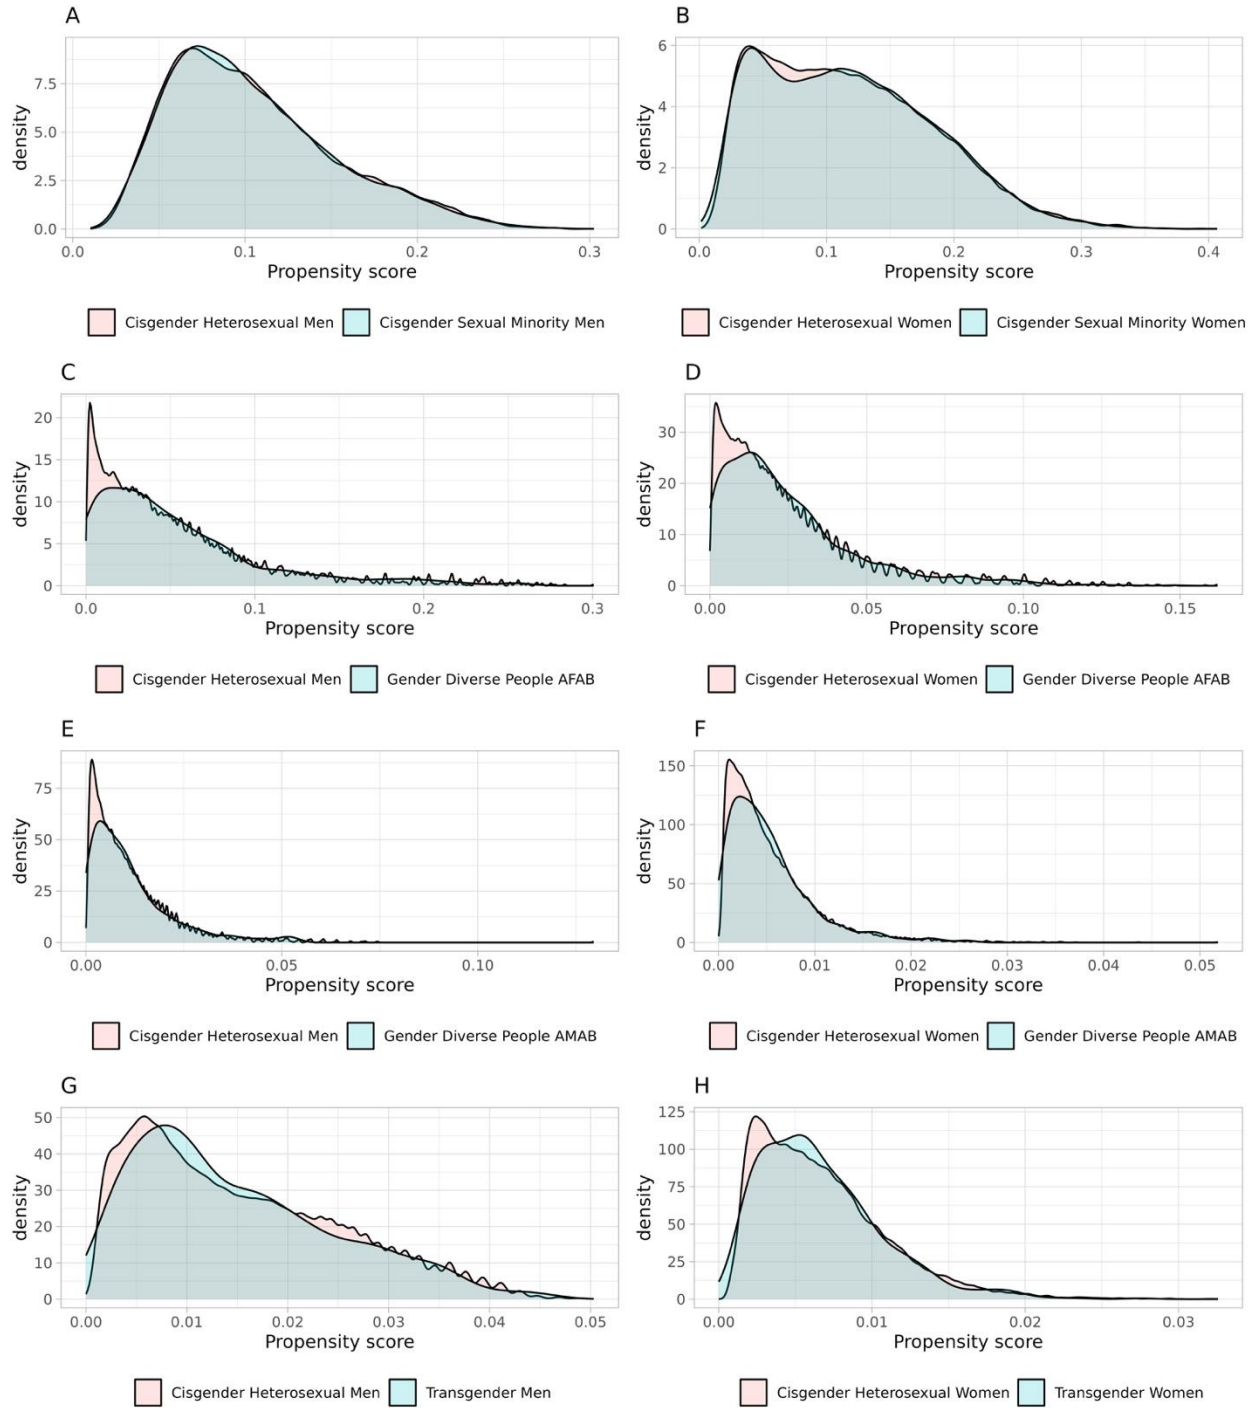 A
density
7.5
5.0
2.5
0.0
0.0 0.1 0.2 0.3
Propensity score
Cisgender Heterosexual Men Cisgender Sexual Minority Men
B
density
6
4
2
0
0.0 0.1 0.2 0.3 0.4
Propensity score
Cisgender Heterosexual Women Cisgender Sexual Minority Women
C
density
20
15
10
5
0
0.0 0.1 0.2 0.3
Propensity score
Cisgender Heterosexual Men Gender Diverse People AFAB
D
density
30
20
10
0
0.00 0.05 0.10 0.15
Propensity score
Cisgender Heterosexual Women Gender Diverse People AFAB
E
density
75
50
25
0
0.00 0.05 0.10
Propensity score
Cisgender Heterosexual Men Gender Diverse People AMAB
F
density
150
100
50
0
0.00 0.01 0.02 0.03 0.04 0.05
Propensity score
Cisgender Heterosexual Women Gender Diverse People AMAB
G
density
50
40
30
20
10
0
0.00 0.01 0.02 0.03 0.04 0.05
Propensity score
Cisgender Heterosexual Men Transgender Men
H
density
125
100
75
50
25
0
0.00 0.01 0.02 0.03
Propensity score
Cisgender Heterosexual Women Transgender Women